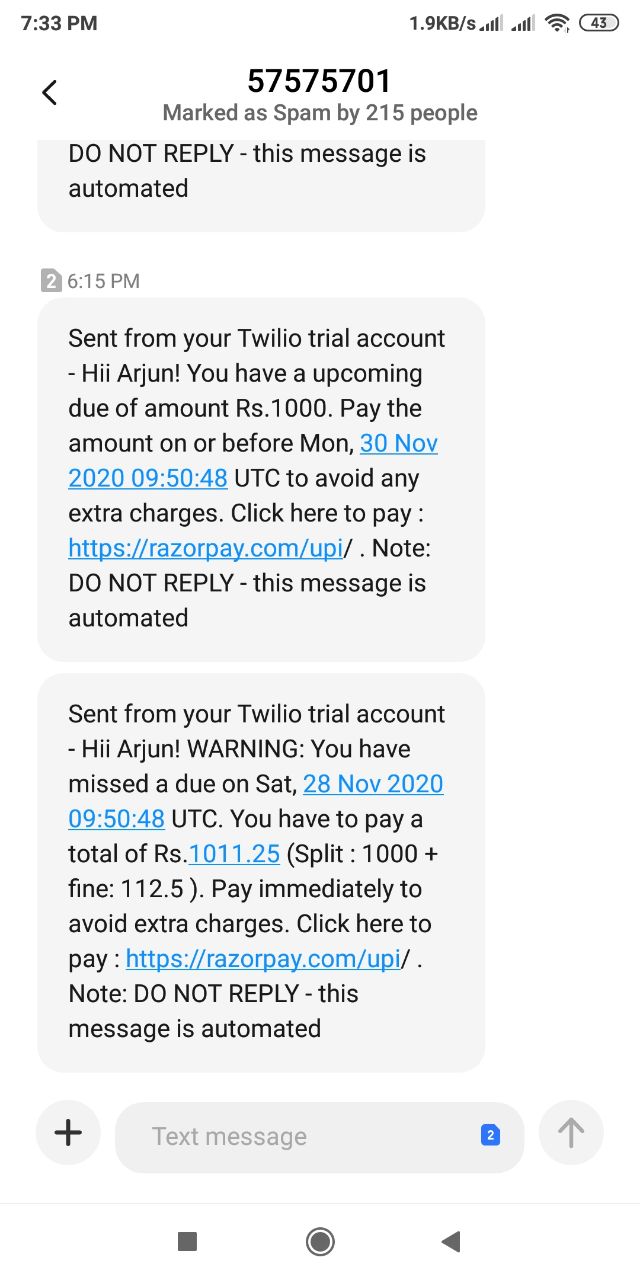 7:33 PM
1.9KB/s
43
57575701
Marked as Spam by 215 people
DO NOT REPLY - this message is
automated
2 6:15 PM
Sent from your Twilio trial account
- Hii Arjun! You have a upcoming
due of amount Rs.1000. Pay the
amount on or before Mon, 30 Nov
2020 09:50:48 UTC to avoid any
extra charges. Click here to pay :
https://razorpay.com/upi/ . Note:
DO NOT REPLY - this message is
automated
Sent from your Twilio trial account
- Hii Arjun! WARNING: You have
missed a due on Sat, 28 Nov 2020
09:50:48 UTC. You have to pay a
total of Rs.1011.25 (Split : 1000 +
fine: 112.5 ). Pay immediately to
avoid extra charges. Click here to
pay : https://razorpay.com/upi/ .
Note: DO NOT REPLY - this
message is automated
Text message
2